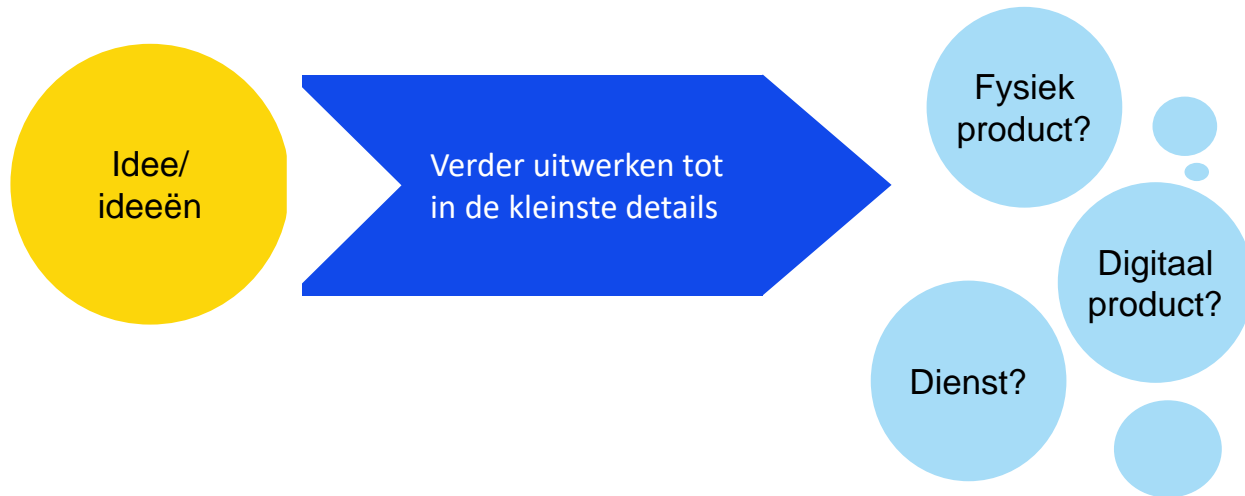 Idee/
ideeën
Verder uitwerken tot
in de kleinste details
Fysiek
product?
Digitaal
product?
Dienst?